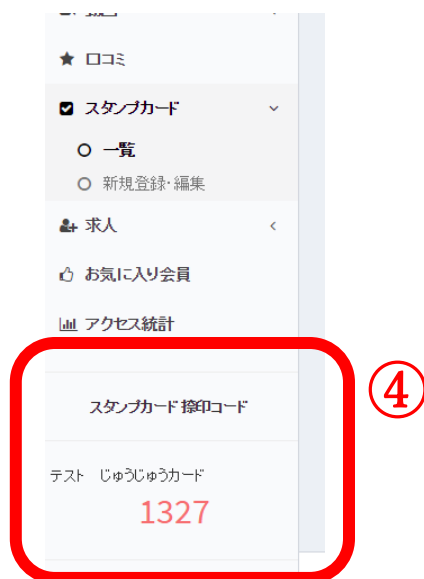 口コミ
スタンプカード
一覧
新規登録・編集
求人
お気に入り会員
アクセス統計
スタンプカード 捺印コード
④
テスト　じゅうじゅうカード
1327